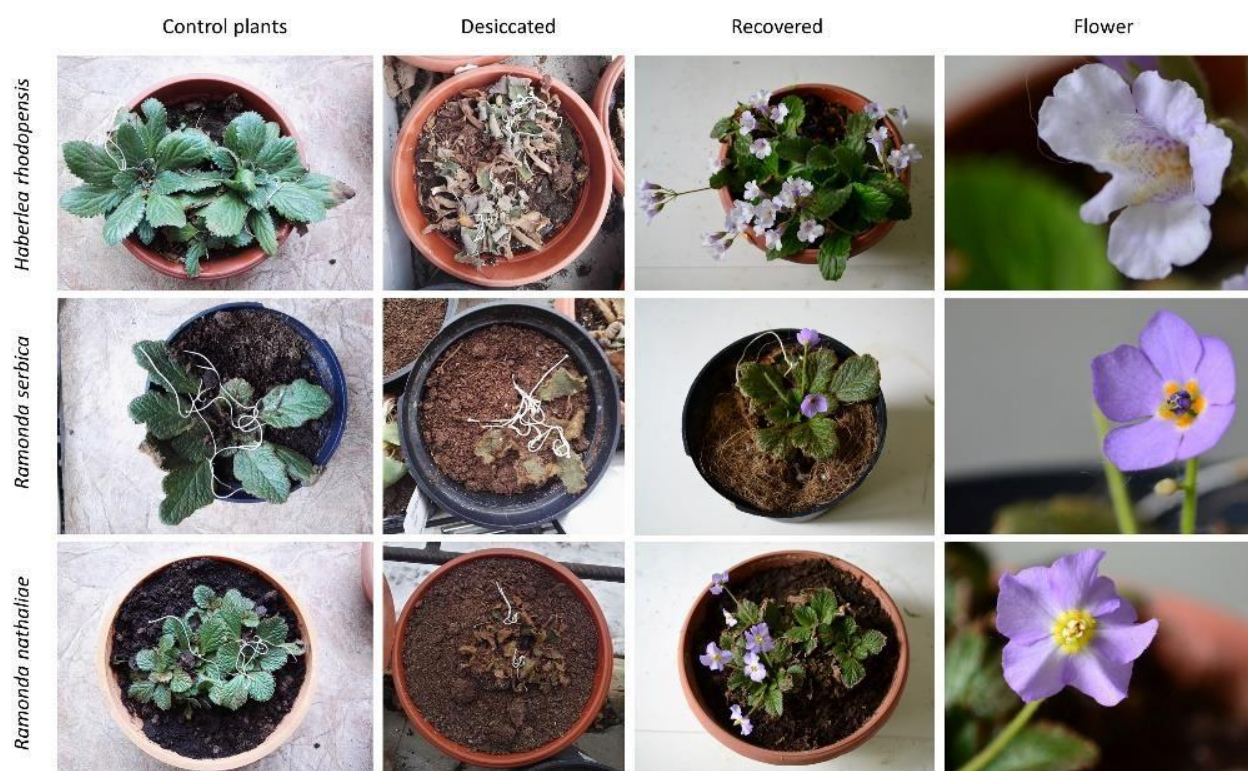 Control plants
Desiccated
Recovered
Flower
Haberlea rhodopensis
Ramonda serbica
Ramonda nathaliae